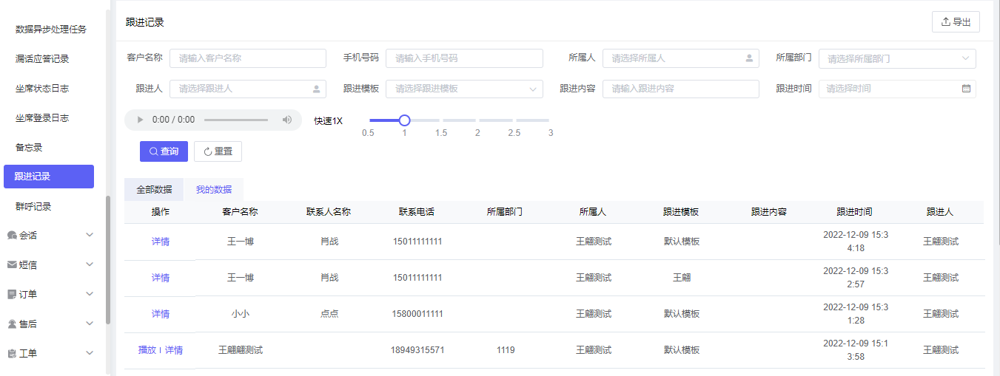 数据异步处理任务
漏话应答记录
坐席状态日志
坐席登录日志
备忘录
跟进记录
群呼记录
会话
短信
订单
售后
工单
跟进记录
导出
客户名称 请输入客户名称 手机号码 请输入手机号码 所属人 请选择所属人 所属部门 请选择所属部门
跟进人 请选择跟进人 跟进模板 请选择跟进模板 跟进内容 请输入跟进内容 跟进时间 请选择时间
0:00 / 0:00 快速1X
0.5 1 1.5 2 2.5 3
查询 重置
全部数据 我的数据
操作 客户名称 联系人名称 联系电话 所属部门 所属人 跟进模板 跟进内容 跟进时间 跟进人
详情 王一博 肖战 15011111111 王翩测试 默认模板 2022-12-09 15:3 王翩测试
4:18
详情 王一博 肖战 15011111111 王翩测试 王翩 2022-12-09 15:3 王翩测试
2:57
详情 小小 点点 15800011111 王翩测试 默认模板 2022-12-09 15:3 王翩测试
1:28
播放 | 详情 王翩翩测试 18949315571 1119 王翩测试 默认模板 2022-12-09 15:1 王翩测试
3:58